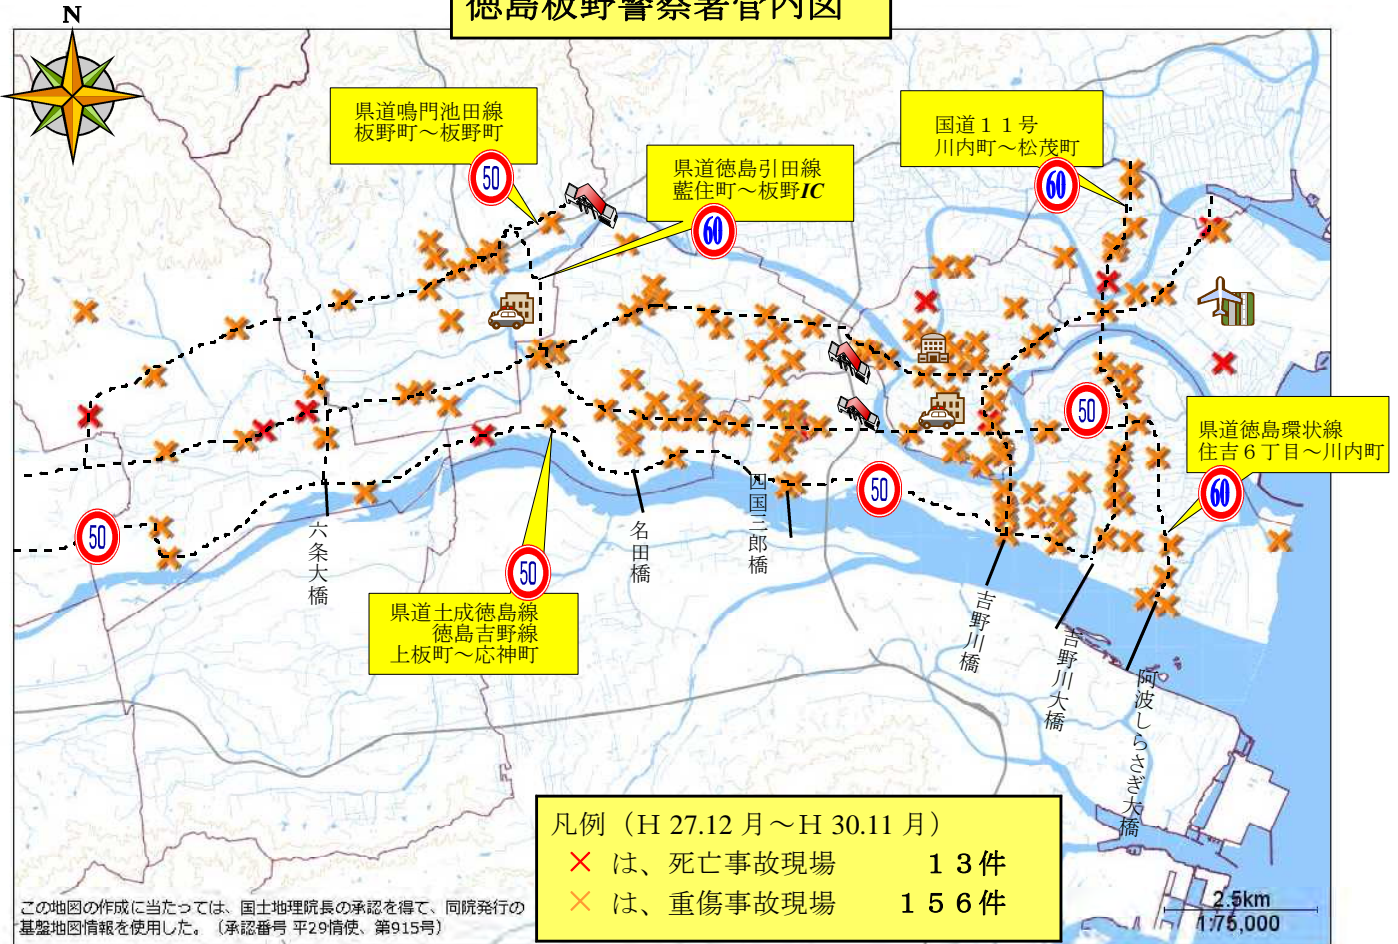 徳島板野警察署管内図
N
県道鳴門池田線
板野町～板野町
50
県道徳島引田線
藍住町～板野IC
60
国道１１号
川内町～松茂町
60
50
県道徳島環状線
住吉６丁目～川内町
60
50
50
50
県道土成徳島線
徳島吉野線
上板町～応神町
六条大橋
名田橋
四国三郎橋
吉野川橋
吉野川大橋
阿波しらさぎ大橋
凡例（Ｈ27.12月～Ｈ30.11月）
× は、死亡事故現場 １３件
× は、重傷事故現場 １５６件
この地図の作成に当たっては、国土地理院長の承認を得て、同院発行の
基盤地図情報を使用した。（承認番号 平29情使、第915号）
2.5km
1:75,000